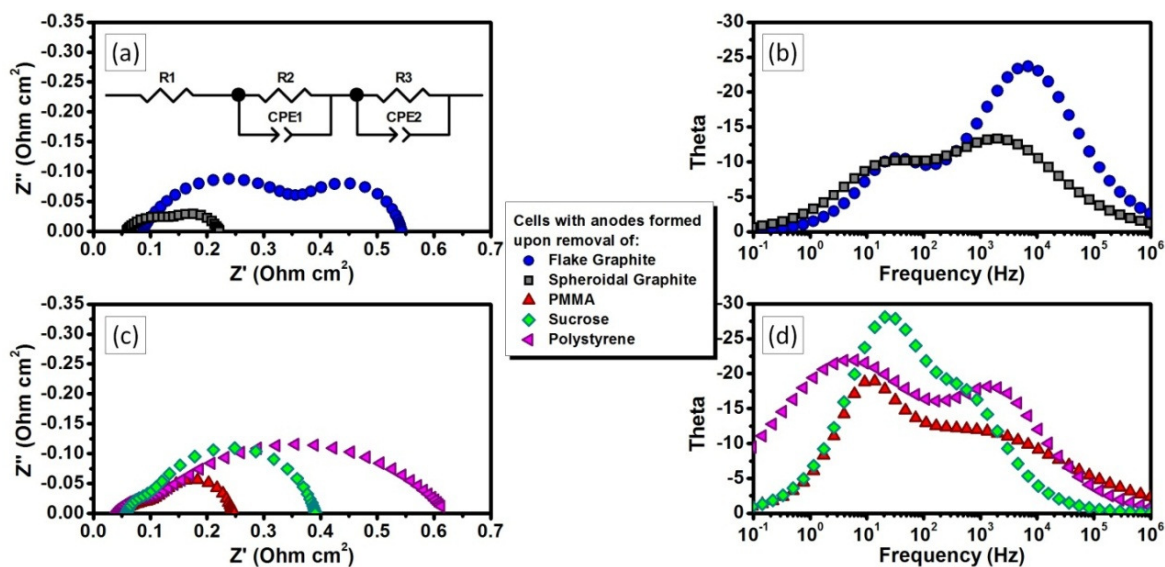 (a)
-0.35
-0.30
-0.25
-0.20
-0.15
-0.10
-0.05
0.00
Z" (Ohm cm2)
R1
R2
R3
CPE1
CPE2
0.0 0.1 0.2 0.3 0.4 0.5 0.6 0.7
Z' (Ohm cm2)
(b)
-30
-25
-20
-15
-10
-5
0
Theta
10-1 100 101 102 103 104 105 106
Frequency (Hz)
Cells with anodes formed
upon removal of:
Flake Graphite
Spheroidal Graphite
PMMA
Sucrose
Polystyrene
(c)
-0.35
-0.30
-0.25
-0.20
-0.15
-0.10
-0.05
0.00
Z" (Ohm cm2)
0.0 0.1 0.2 0.3 0.4 0.5 0.6 0.7
Z' (Ohm cm2)
(d)
-30
-25
-20
-15
-10
-5
0
Theta
10-1 100 101 102 103 104 105 106
Frequency (Hz)